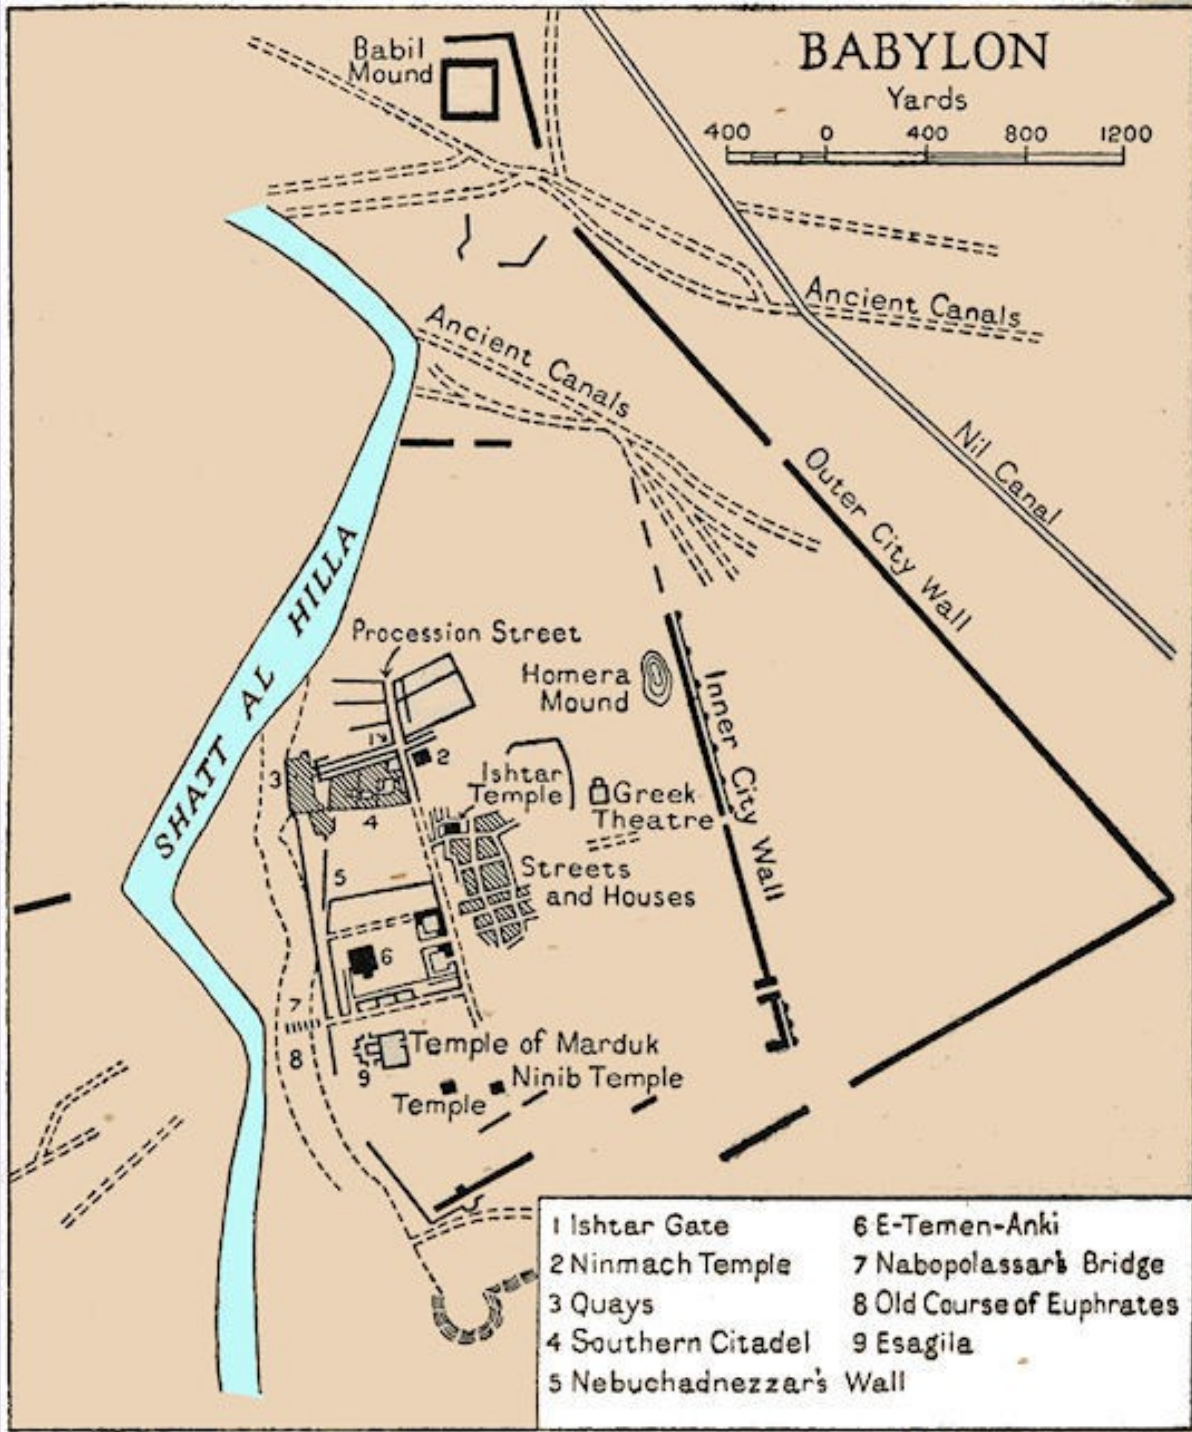 BABYLON
Yards
400 0 400 800 1200
Babil
Mound
Ancient Canals
Ancient Canals
Nil Canal
Outer City Wall
SHATT AL HILLA
Procession Street
Homera
Mound
Inner City Wall
1
2
3
Ishtar
Temple
Greek
Theatre
4
Streets
and Houses
5
6
7
8
Temple of Marduk
9
Ninib Temple
Temple
1 Ishtar Gate
2 Ninmach Temple
3 Quays
4 Southern Citadel
5 Nebuchadnezzar's Wall
6 E-Temen-Anki
7 Nabopolassar's Bridge
8 Old Course of Euphrates
9 Esagila